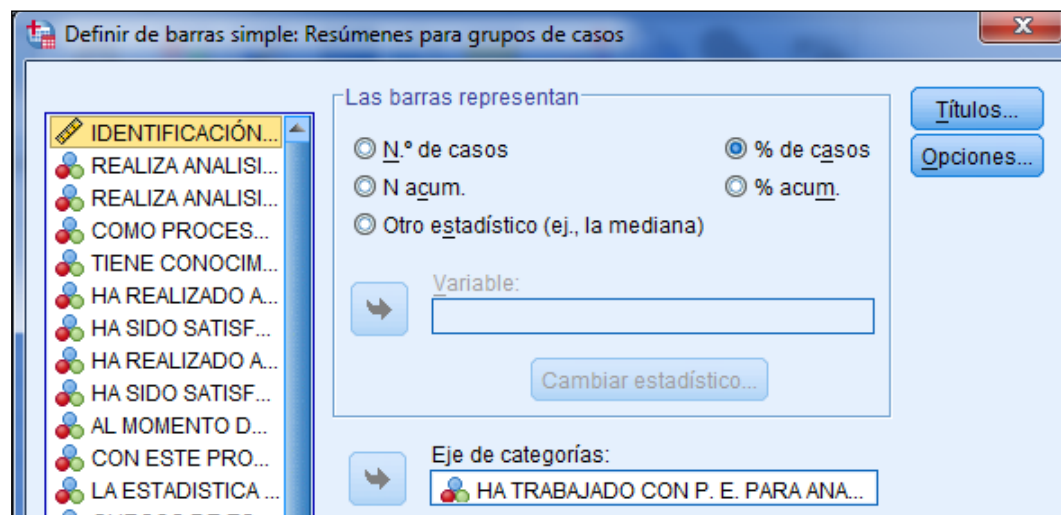 Definir de barras simple: Resúmenes para grupos de casos
IDENTIFICACIÓN...
REALIZA ANALISI...
REALIZA ANALISI...
COMO PROCES...
TIENE CONOCIM...
HA REALIZADO A...
HA SIDO SATISF...
HA REALIZADO A...
HA SIDO SATISF...
AL MOMENTO D...
CON ESTE PRO...
LA ESTADISTICA ...
Las barras representan
N.º de casos
% de casos
N acum.
% acum.
Otro estadístico (ej., la mediana)
Variable:
Cambiar estadístico...
Eje de categorías:
HA TRABAJADO CON P. E. PARA ANA...
Títulos...
Opciones...